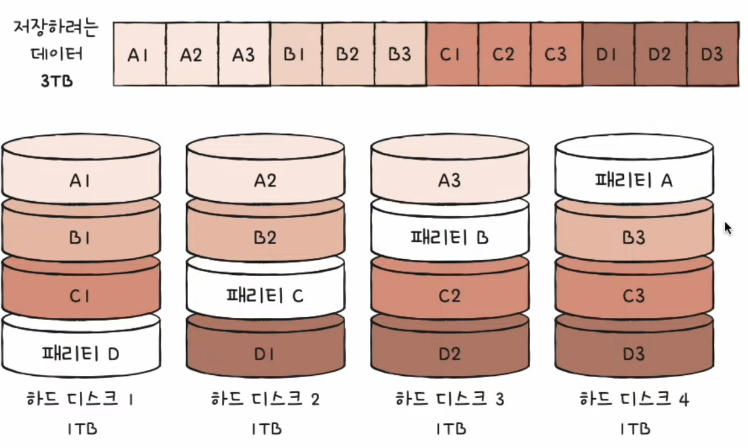 저장하려는
데이터
3TB
A1 A2 A3 B1 B2 B3 C1 C2 C3 D1 D2 D3
A1 A2 A3 패리티 A
B1 B2 패리티 B B3
C1 패리티 C C2 C3
패리티 D D1 D2 D3
하드 디스크 1 하드 디스크 2 하드 디스크 3 하드 디스크 4
1TB 1TB 1TB 1TB